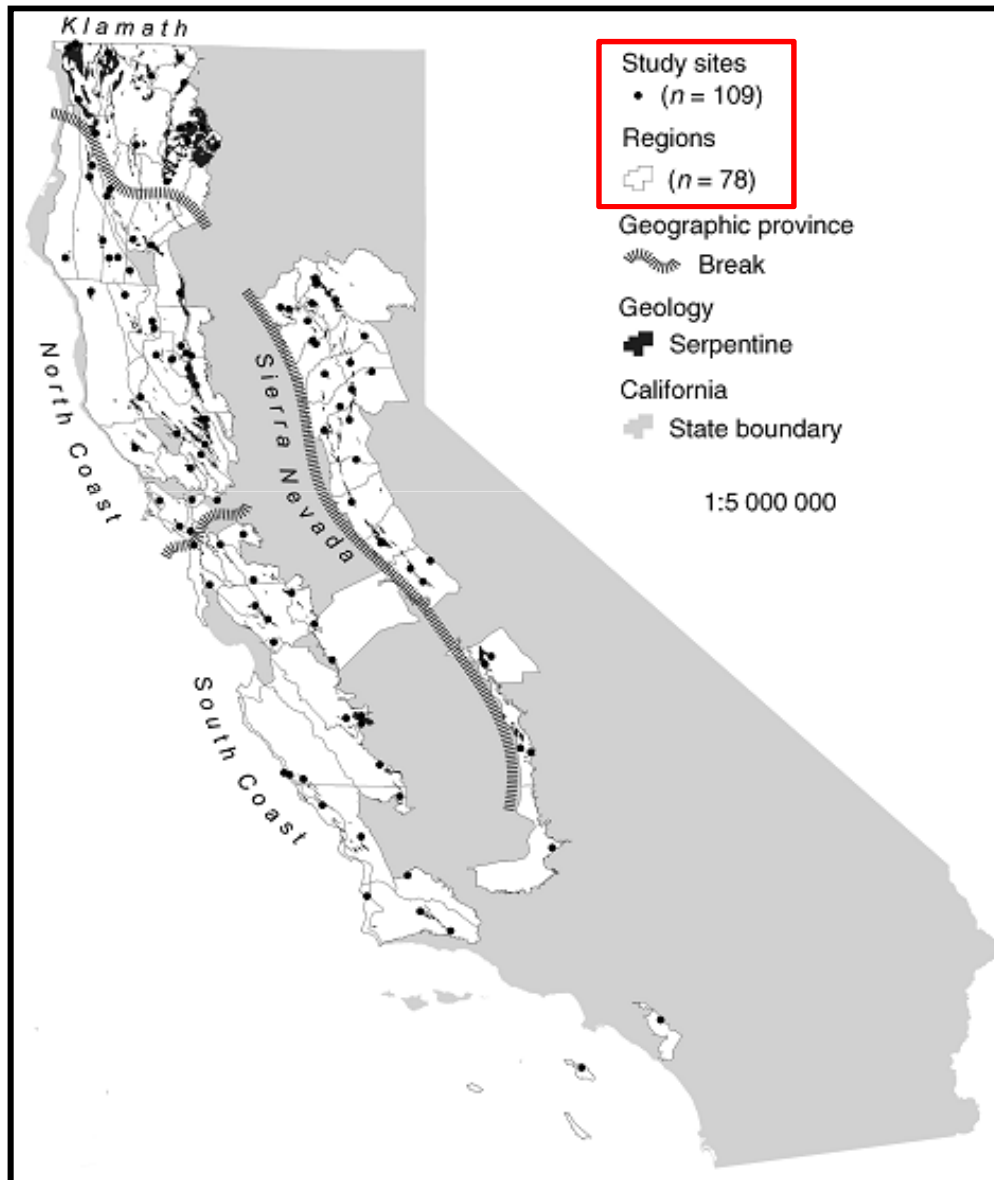 Klamath
Study sites
(n = 109)
Regions
(n = 78)
Geographic province
Break
Geology
Serpentine
California
State boundary
1:5 000 000
North Coast
Sierra Nevada
South Coast